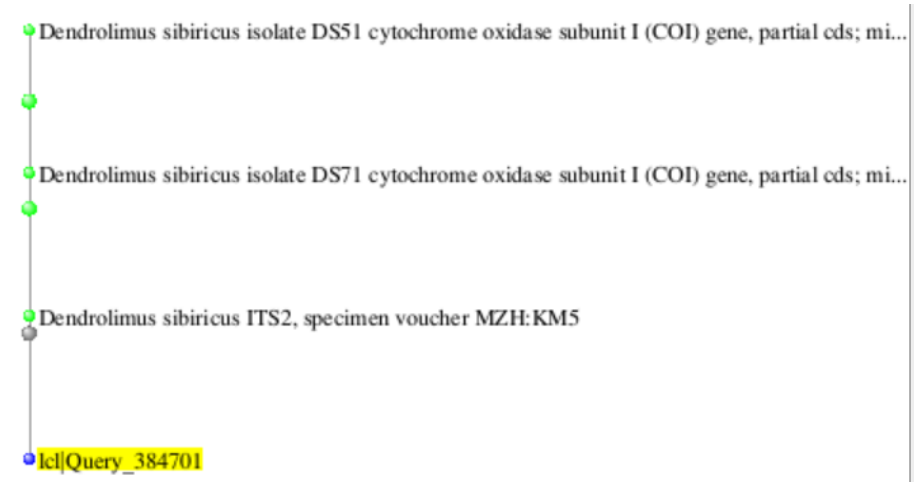 Dendrolimus sibiricus isolate DS51 cytochrome oxidase subunit I (COI) gene, partial cds; mi...
Dendrolimus sibiricus isolate DS71 cytochrome oxidase subunit I (COI) gene, partial cds; mi...
Dendrolimus sibiricus ITS2, specimen voucher MZH:KM5
lcl|Query_384701